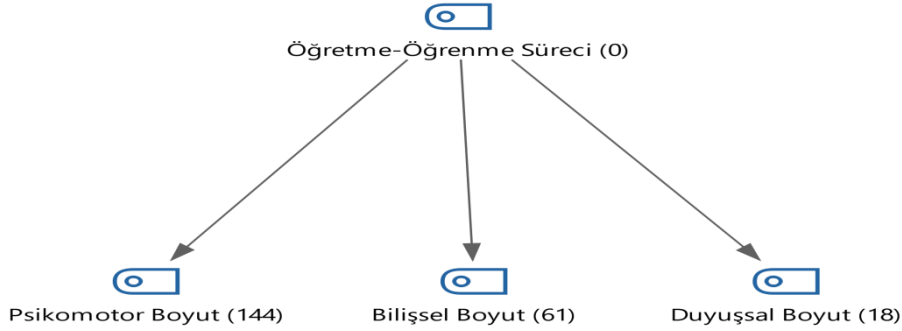 Öğretme-Öğrenme Süreci (0)
Psikomotor Boyut (144)
Bilişsel Boyut (61)
Duyuşsal Boyut (18)